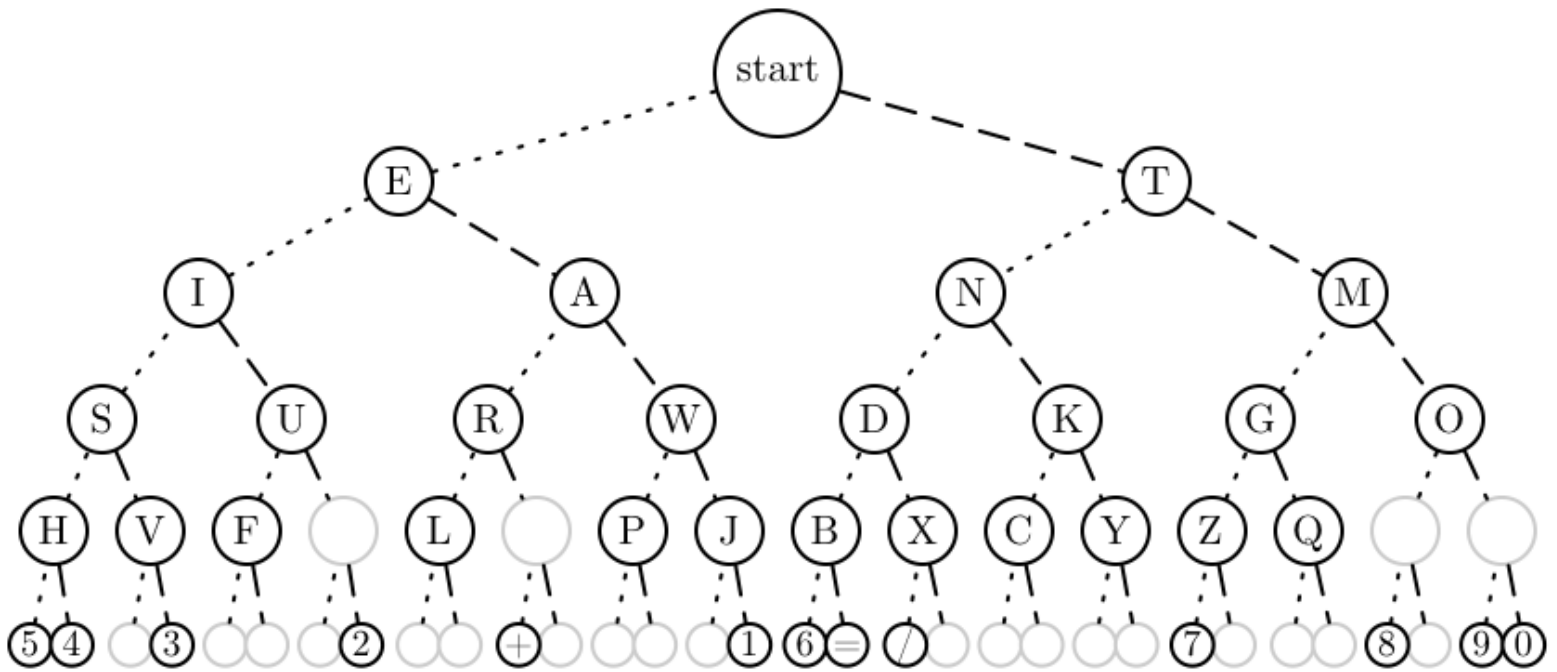 start
E T
I A N M
S U R W D K G O
H V F L P J B X C Y Z Q
5 4 3 2 + 1 6 = / 7 8 9 0